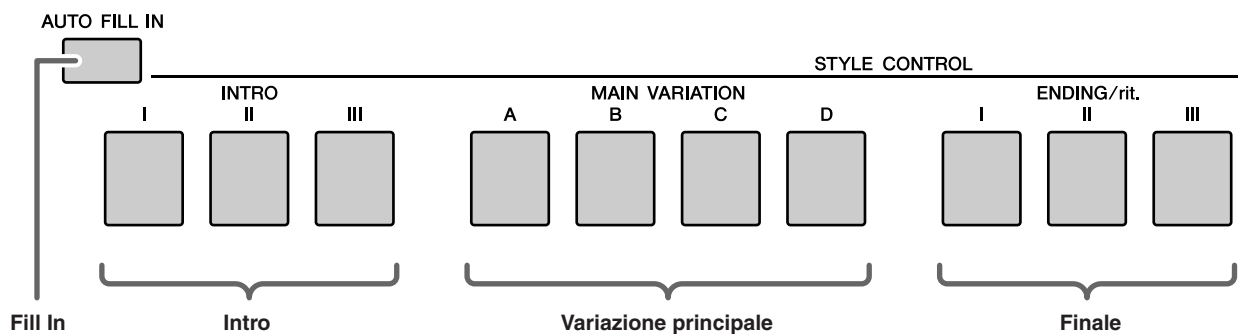 AUTO FILL IN
STYLE CONTROL
INTRO
MAIN VARIATION
ENDING/rit.
I II III
A B C D
I II III
Fill In
Intro
Variazione principale
Finale